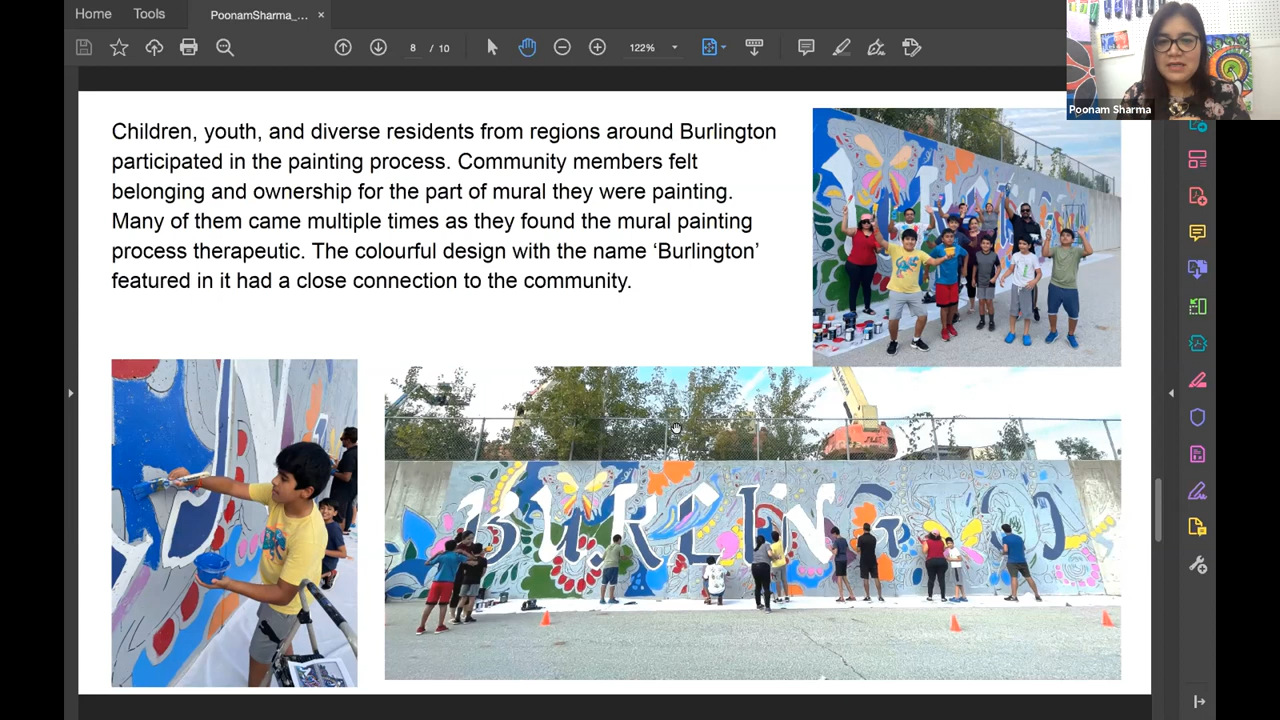 Home Tools PoonamSharma_... ×
8 / 10 122%
Poonam Sharma
Children, youth, and diverse residents from regions around Burlington
participated in the painting process. Community members felt
belonging and ownership for the part of mural they were painting.
Many of them came multiple times as they found the mural painting
process therapeutic. The colourful design with the name ‘Burlington’
featured in it had a close connection to the community.
BURLINGTO